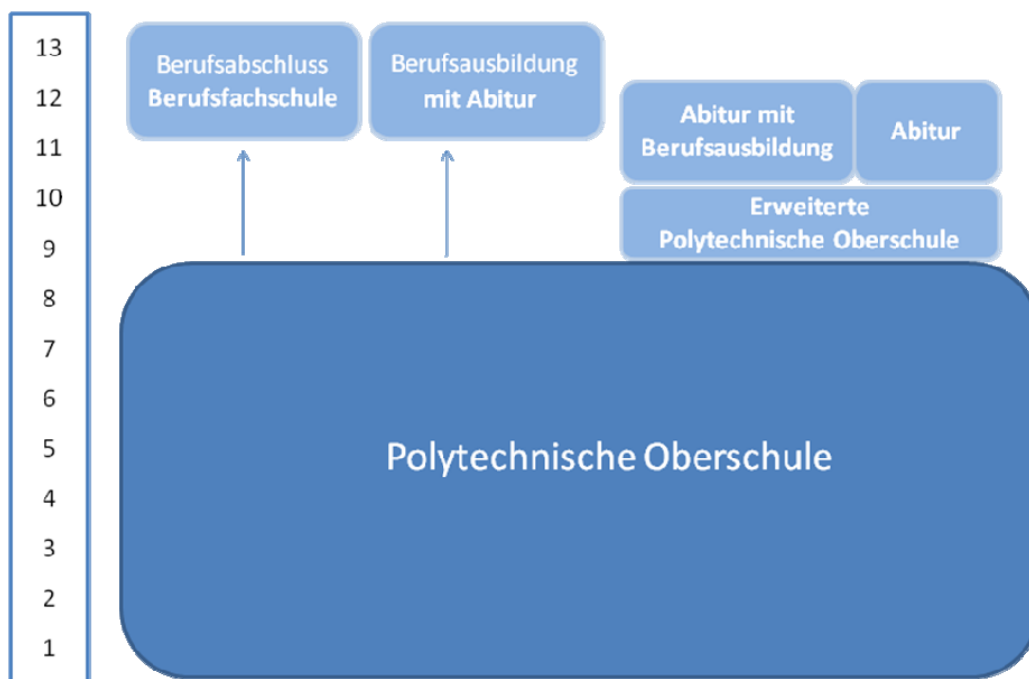 13
12
11
10
9
8
7
6
5
4
3
2
1
Berufsabschluss
Berufsfachschule
Berufsausbildung
mit Abitur
Abitur mit
Berufsausbildung
Abitur
Erweiterte
Polytechnische Oberschule
Polytechnische Oberschule